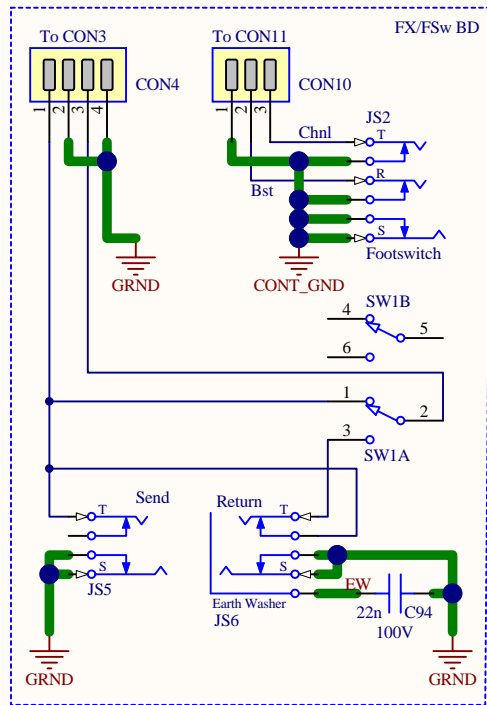 To CON3
To CON11
FX/FSw BD
CON4
CON10
1
2
3
4
1
2
3
JS2
Chnl
T
R
Bst
S
Footswitch
GRND
CONT_GND
SW1B
4
5
6
1
2
3
SW1A
Send
Return
T
T
S
S
JS5
Earth Washer
JS6
EW
22n
C94
100V
GRND
GRND